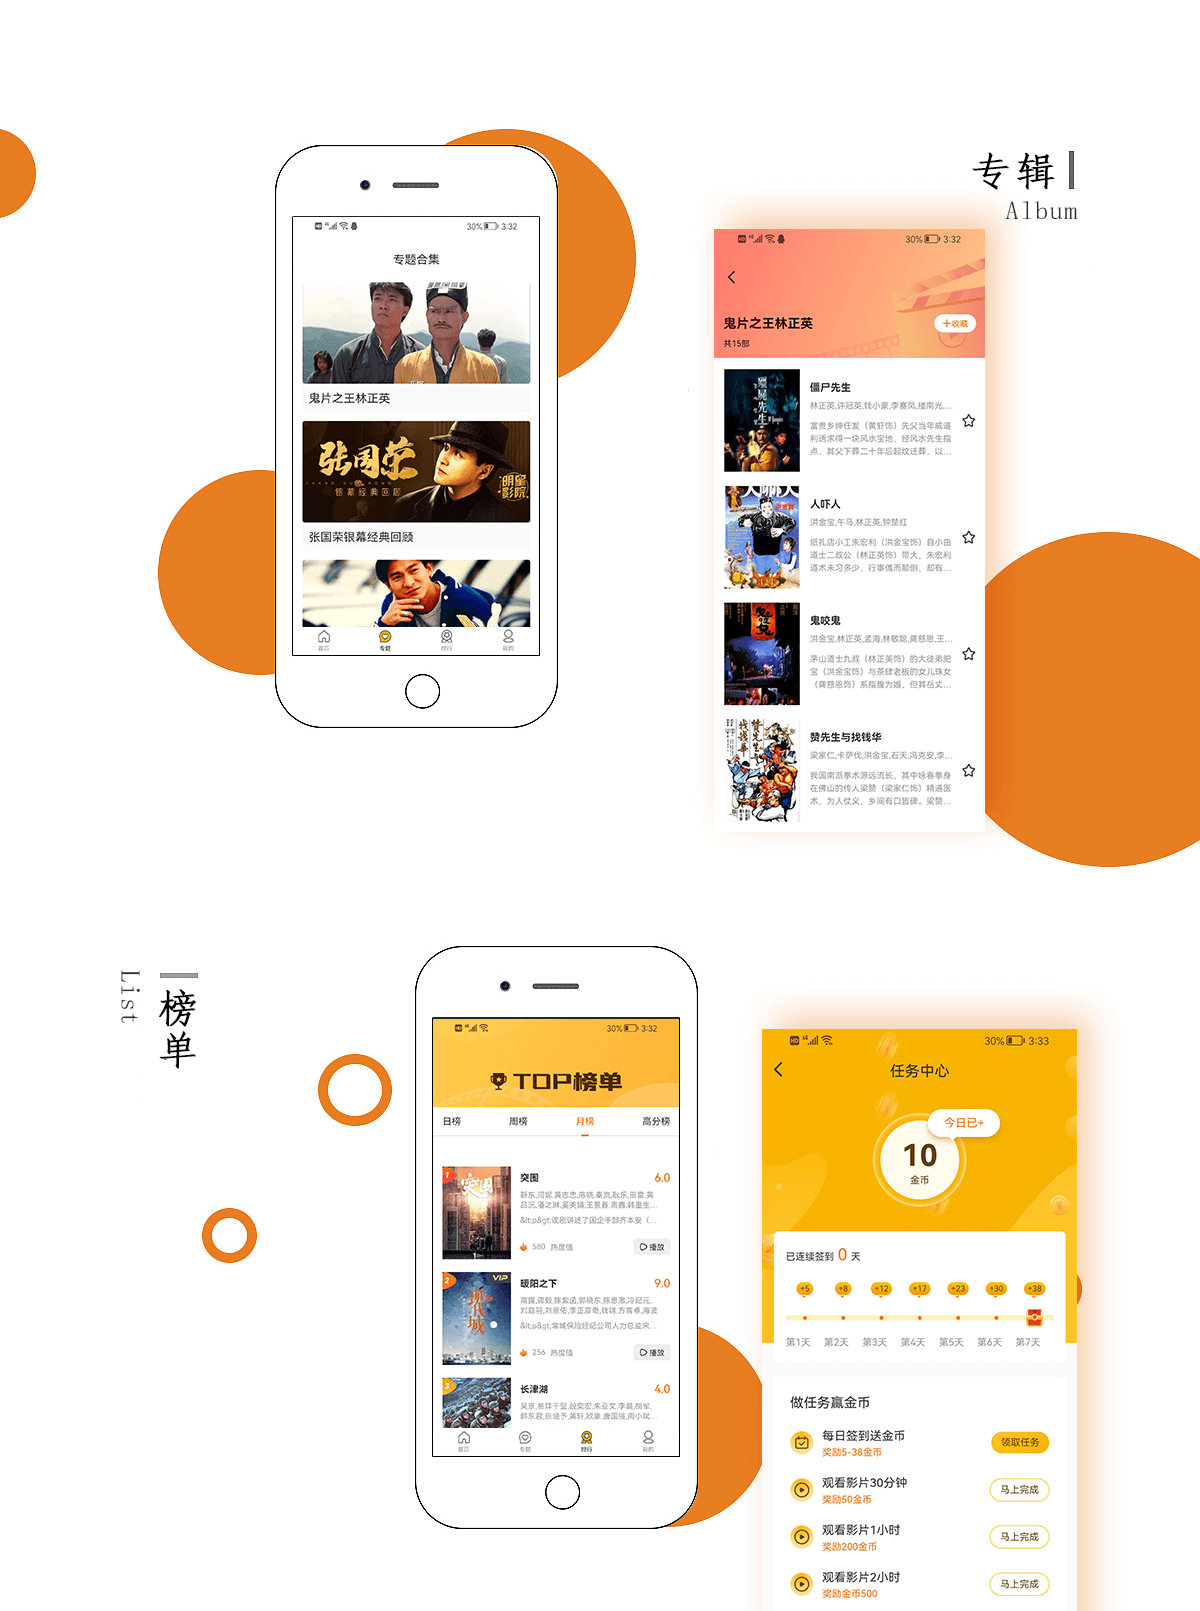 专辑
Album
30% 3:32
专题合集
鬼片之王林正英
张国荣
银幕经典回顾
明星影院
张国荣银幕经典回顾
首页 专题 排行 我的
HD 30% 3:32
鬼片之王林正英
+收藏
共15部
僵尸先生
林正英,许冠英,钱小豪,李赛凤,楼南光,...
富贵乡绅任发（黄虾饰）先父当年威逼
利诱求得一块风水宝地，经风水先生指
点，其父下葬二十年后起坟迁葬，以...
人吓人
洪金宝,午马,林正英,钟楚红
纸扎店小工朱宏利（洪金宝饰）自小由
道士二叔公（林正英饰）带大，朱宏利
道术未习多少，行事偶而颠倒，却有...
鬼咬鬼
洪金宝,林正英,孟海,林敏聪,龚慈恩,王...
茅山道士九叔（林正英饰）的大徒弟肥
宝（洪金宝饰）与茶肆老板的女儿珠女
（龚慈恩饰）系指腹为婚，但其岳丈...
赞先生与找钱华
梁家仁,卡萨伐,洪金宝,石天,冯克安,李...
我国南派拳术源远流长，其中咏春拳身
在佛山的传人梁赞（梁家仁饰）精通医
术，为人仗义，乡间有口皆碑。梁赞...
榜单
List
HD 30% 3:32
TOP榜单
日榜 周榜 月榜 高分榜
1
突围
突围 6.0
靳东,闫妮,黄志忠,陈晓,秦岚,耿乐,田雷,黄
品沅,潘之琳,奚美娟,王景春,高鑫,韩童生...
&lt;p&gt;该剧讲述了国企干部齐本安（...
580 热度值 播放
2
VIP
现代城
暖阳之下 9.0
高露,蒋毅,陈紫函,郭晓东,陈思澈,冷纪元,
刘庭羽,刘恩佑,李正彦奇,钱锦,方青卓,海波
&lt;p&gt;常城保险经纪公司人力总监宋...
256 热度值 播放
3
长津湖 4.0
吴京,易烊千玺,段奕宏,朱亚文,李晨,胡军,
韩东君,张涵予,黄轩,欧豪,唐国强,周小斌...
首页 专题 排行 我的
HD 30% 3:33
任务中心
今日已+
10
金币
已连续签到 0 天
+5 +8 +12 +17 +23 +30 +38
第1天 第2天 第3天 第4天 第5天 第6天 第7天
做任务赢金币
每日签到送金币
奖励5-38金币
领取任务
观看影片30分钟
奖励50金币
马上完成
观看影片1小时
奖励200金币
马上完成
观看影片2小时
奖励金币500
马上完成